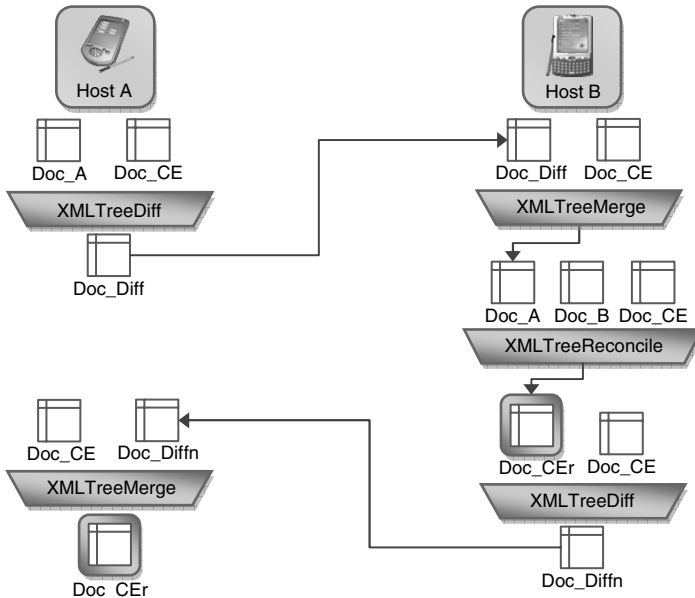 Host A
Host B
Doc_A Doc_CE
Doc_Diff Doc_CE
XMLTreeDiff
XMLTreeMerge
Doc_Diff
Doc_A Doc_B Doc_CE
XMLTreeReconcile
Doc_CE Doc_Diffn
Doc_CEr Doc_CE
XMLTreeMerge
XMLTreeDiff
Doc_CEr
Doc_Diffn